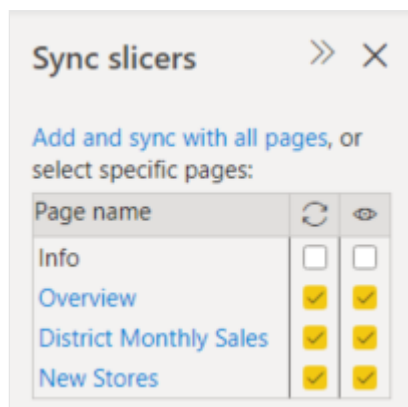 Sync slicers
Add and sync with all pages, or
select specific pages:
Page name
Info
Overview
District Monthly Sales
New Stores